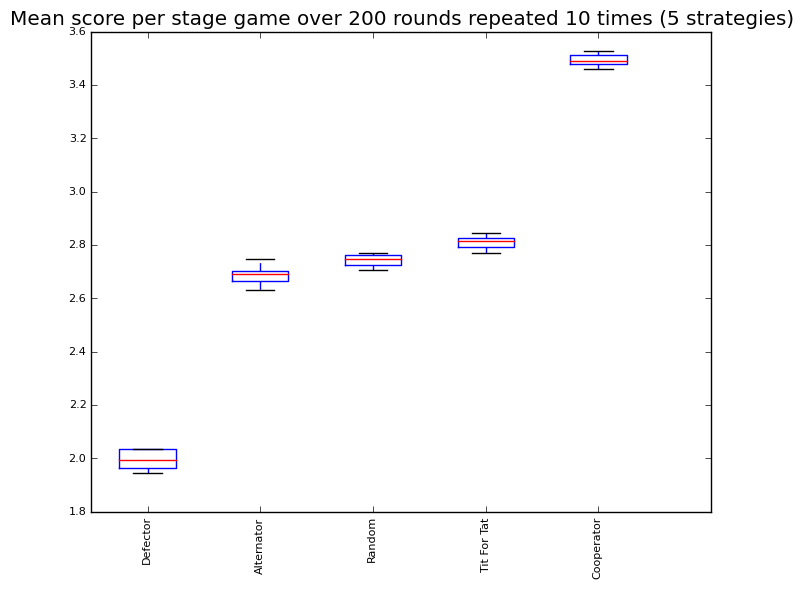 Mean score per stage game over 200 rounds repeated 10 times (5 strategies)
3.6
3.4
3.2
3.0
2.8
2.6
2.4
2.2
2.0
1.8
Defector
Alternator
Random
Tit For Tat
Cooperator